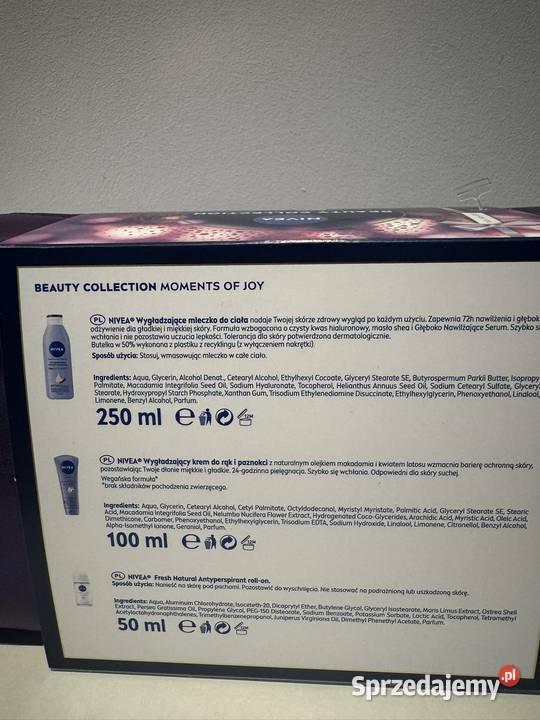 NIVEA
BEAUTY COLLECTION
BEAUTY COLLECTION MOMENTS OF JOY
PL NIVEA® Wygładzające mleczko do ciała nadaje Twojej skórze zdrowy wygląd po każdym użyciu. Zapewnia 72h nawilżenia i głębok
odżywienie dla gładkiej i miękkiej skóry. Formuła wzbogacona o czysty kwas hialuronowy, masło shea i Głęboko Nawilżające Serum. Szybko s
wchłania i nie pozostawia uczucia lepkości. Tolerancja dla skóry potwierdzona dermatologicznie.
Butelka w 50% wykonana z plastiku z recyklingu (z wyłączeniem nakrętki).
Sposób użycia: Stosuj, wmasowując mleczko w całe ciało.
Ingredients: Aqua, Glycerin, Alcohol Denat., Cetearyl Alcohol, Ethylhexyl Cocoate, Glyceryl Stearate SE, Butyrospermum Parkii Butter, Isopropy
Palmitate, Macadamia Integrifolia Seed Oil, Sodium Hyaluronate, Tocopherol, Helianthus Annuus Seed Oil, Sodium Cetearyl Sulfate, Glycery
Stearate, Hydroxypropyl Starch Phosphate, Xanthan Gum, Trisodium Ethylenediamine Disuccinate, Ethylhexylglycerin, Phenoxyethanol, Linalool,
Limonene, Benzyl Alcohol, Parfum.
NIVEA
250 ml e 12M
PL NIVEA® Wygładzający krem do rąk i paznokci z naturalnym olejkiem makadamia i kwiatem lotosu wzmacnia barierę ochronną skóry,
pozostawiając Twoje dłonie miękkie i gładkie. 24-godzinna pielęgnacja. Szybko się wchłania. Odpowiedni dla skóry suchej.
Wegańska formuła*
*brak składników pochodzenia zwierzęcego.
NIVEA
Ingredients: Aqua, Glycerin, Cetearyl Alcohol, Cetyl Palmitate, Octyldodecanol, Myristyl Myristate, Palmitic Acid, Glyceryl Stearate SE, Stearic
Acid, Macadamia Integrifolia Seed Oil, Nelumbo Nucifera Flower Extract, Hydrogenated Coco-Glycerides, Arachidic Acid, Myristic Acid, Oleic Acid,
Dimethicone, Carbomer, Phenoxyethanol, Ethylhexylglycerin, Trisodium EDTA, Sodium Hydroxide, Linalool, Limonene, Citronellol, Benzyl Alcohol,
Alpha-Isomethyl Ionone, Geraniol, Parfum.
100 ml e 12M
PL NIVEA® Fresh Natural Antyperspirant roll-on.
Sposób użycia: Nanieść na skórę pod pachami. Pozostawić do wyschnięcia. Nie stosować na podrażnioną lub uszkodzoną skórę.
Ingredients: Aqua, Aluminum Chlorohydrate, Isoceteth-20, Dicaprylyl Ether, Butylene Glycol, Glyceryl Isostearate, Maris Limus Extract, Ostrea Shell
Extract, Persea Gratissima Oil, Propylene Glycol, PEG-150 Distearate, Sodium Benzoate, Potassium Sorbate, Lactic Acid, Tocopherol, Tetramethyl
Acetyloctahydronaphthalenes, Trimethylbenzenepropanol, Juniperus Virginiana Oil, Dimethyl Phenethyl Acetate, Parfum.
50 ml e 12M
Sprzedajemy.pl